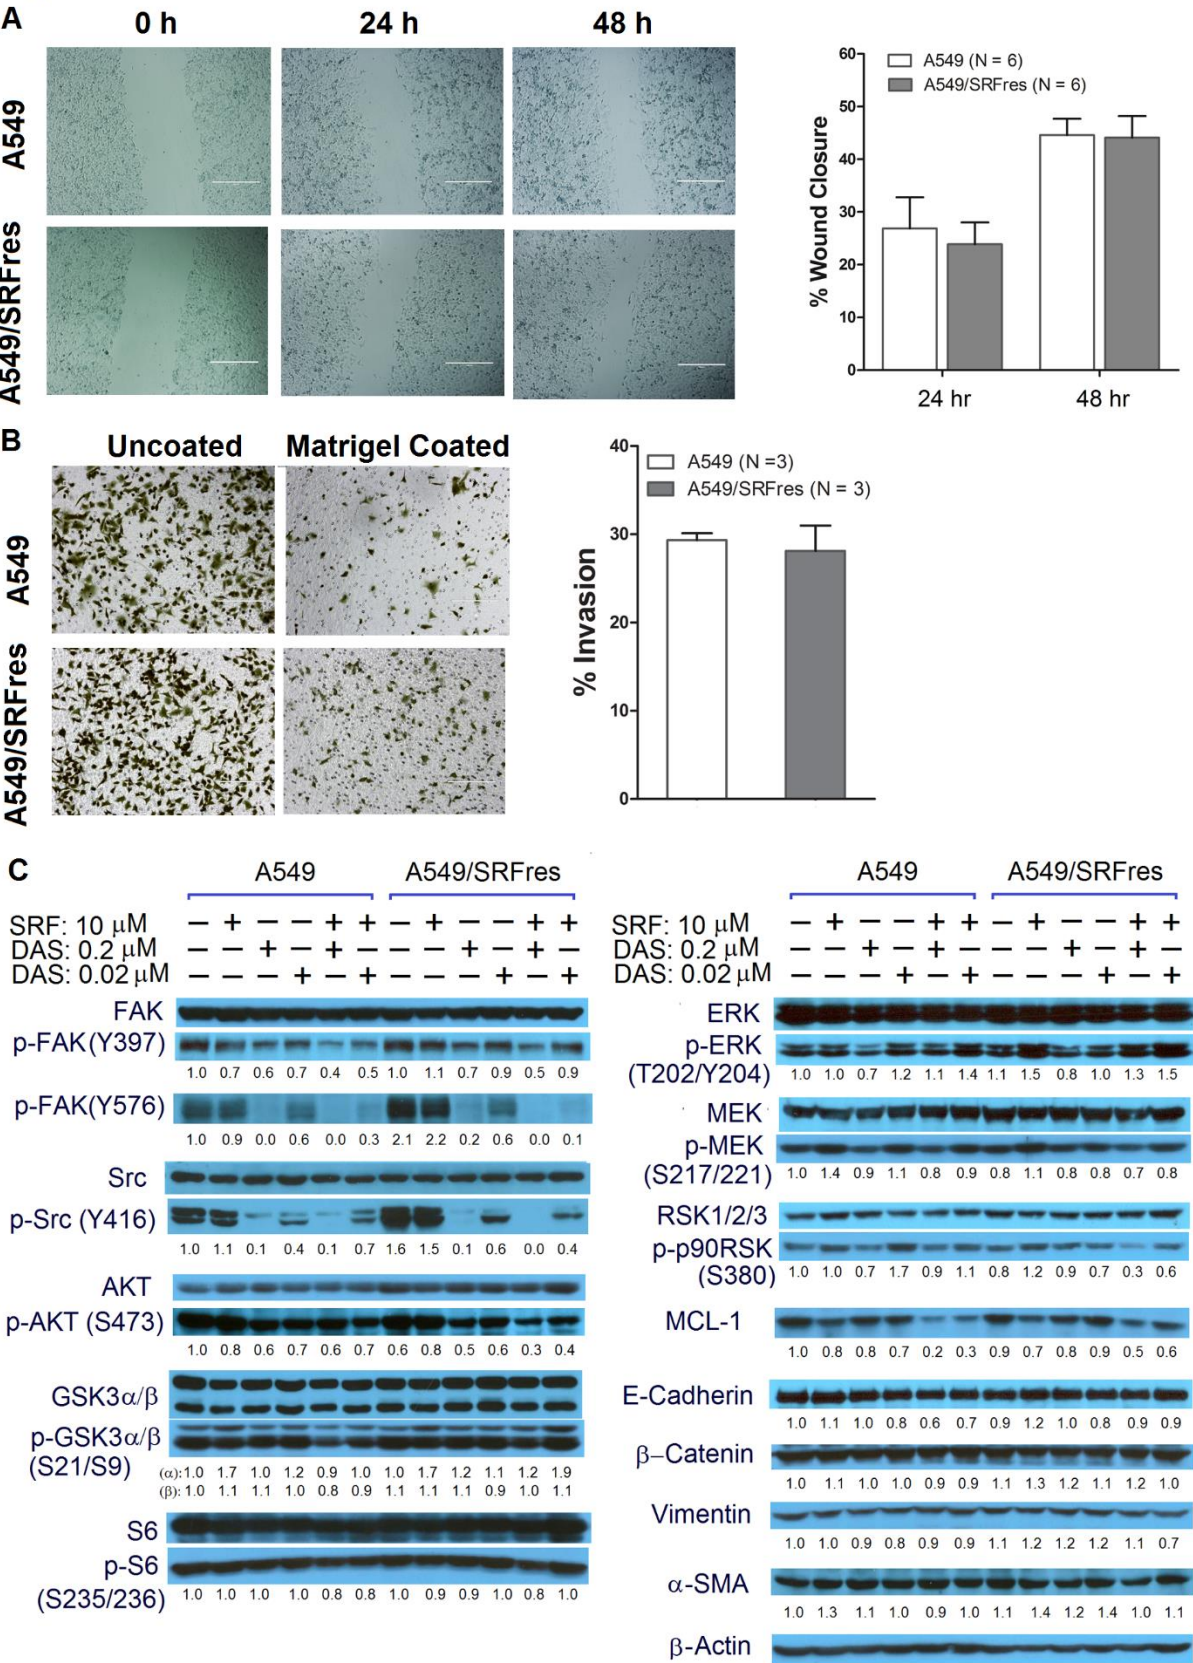 A
0 h 24 h 48 h
A549
A549/SRFres
% Wound Closure
60
50
40
30
20
10
0
A549 (N = 6)
A549/SRFres (N = 6)
24 hr 48 hr
B
Uncoated Matrigel Coated
A549
A549/SRFres
% Invasion
40
30
20
10
0
A549 (N =3)
A549/SRFres (N = 3)
C
A549 A549/SRFres
SRF: 10 μM – + – – + + – + – – + +
DAS: 0.2 μM – – + – + – – – + – + –
DAS: 0.02 μM – – – + – + – – – + – +
FAK
p-FAK(Y397)
1.0 0.7 0.6 0.7 0.4 0.5 1.0 1.1 0.7 0.9 0.5 0.9
p-FAK(Y576)
1.0 0.9 0.0 0.6 0.0 0.3 2.1 2.2 0.2 0.6 0.0 0.1
Src
p-Src (Y416)
1.0 1.1 0.1 0.4 0.1 0.7 1.6 1.5 0.1 0.6 0.0 0.4
AKT
p-AKT (S473)
1.0 0.8 0.6 0.7 0.6 0.7 0.6 0.8 0.5 0.6 0.3 0.4
GSK3α/β
p-GSK3α/β
(S21/S9)
(α): 1.0 1.7 1.0 1.2 0.9 1.0 1.0 1.7 1.2 1.1 1.2 1.9
(β): 1.0 1.1 1.1 1.0 0.8 0.9 1.1 1.1 1.1 0.9 1.0 1.1
S6
p-S6
(S235/236)
1.0 1.0 1.0 1.0 0.8 0.8 1.0 0.9 0.9 1.0 0.8 1.0
A549 A549/SRFres
SRF: 10 μM – + – – + + – + – – + +
DAS: 0.2 μM – – + – + – – – + – + –
DAS: 0.02 μM – – – + – + – – – + – +
ERK
p-ERK
(T202/Y204)
1.0 1.0 0.7 1.2 1.1 1.4 1.1 1.5 0.8 1.0 1.3 1.5
MEK
p-MEK
(S217/221)
1.0 1.4 0.9 1.1 0.8 0.9 0.8 1.1 0.8 0.8 0.7 0.8
RSK1/2/3
p-p90RSK
(S380)
1.0 1.0 0.7 1.7 0.9 1.1 0.8 1.2 0.9 0.7 0.3 0.6
MCL-1
1.0 0.8 0.8 0.7 0.2 0.3 0.9 0.7 0.8 0.9 0.5 0.6
E-Cadherin
1.0 1.1 1.0 0.8 0.6 0.7 0.9 1.2 1.0 0.8 0.9 0.9
β–Catenin
1.0 1.1 1.0 1.2 0.9 0.9 1.1 1.3 1.2 1.1 1.2 1.0
Vimentin
1.0 1.0 0.9 0.8 0.9 0.9 1.1 1.2 1.2 1.2 1.1 0.7
α-SMA
1.0 1.3 1.1 1.0 0.9 1.0 1.1 1.4 1.2 1.4 1.0 1.1
β-Actin